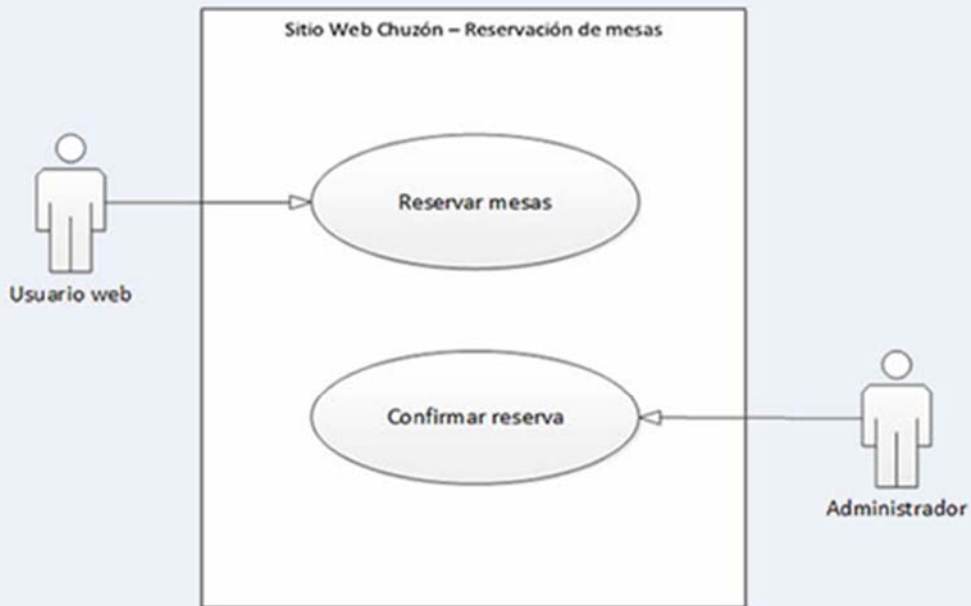 Sitio Web Chuzón – Reservación de mesas
Reservar mesas
Usuario web
Confirmar reserva
Administrador